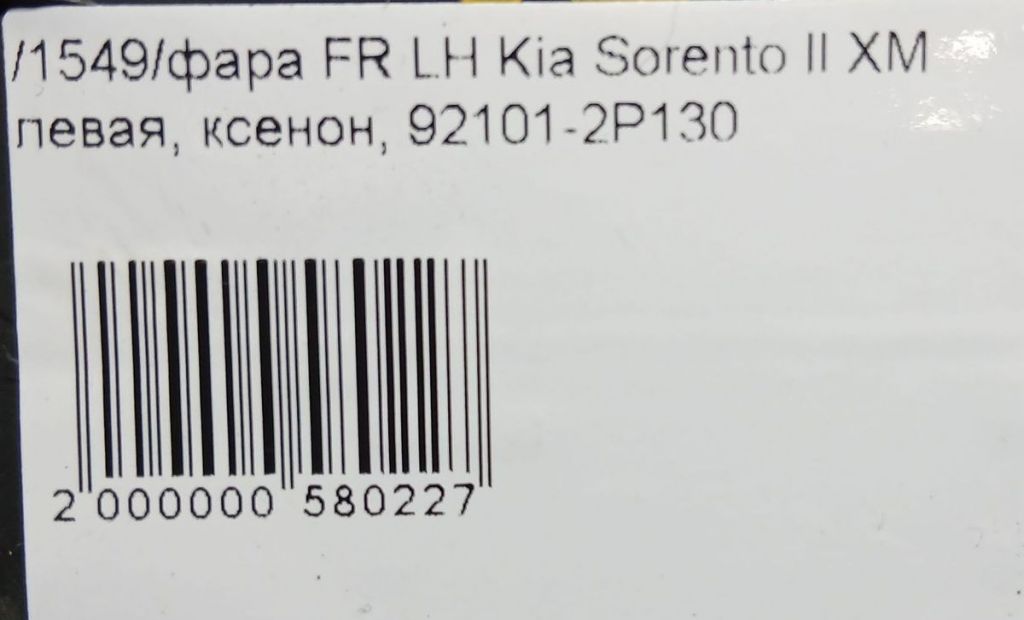 /1549/фара FR LH Kia Sorento II XM
левая, ксенон, 92101-2P130
2 000000 580227